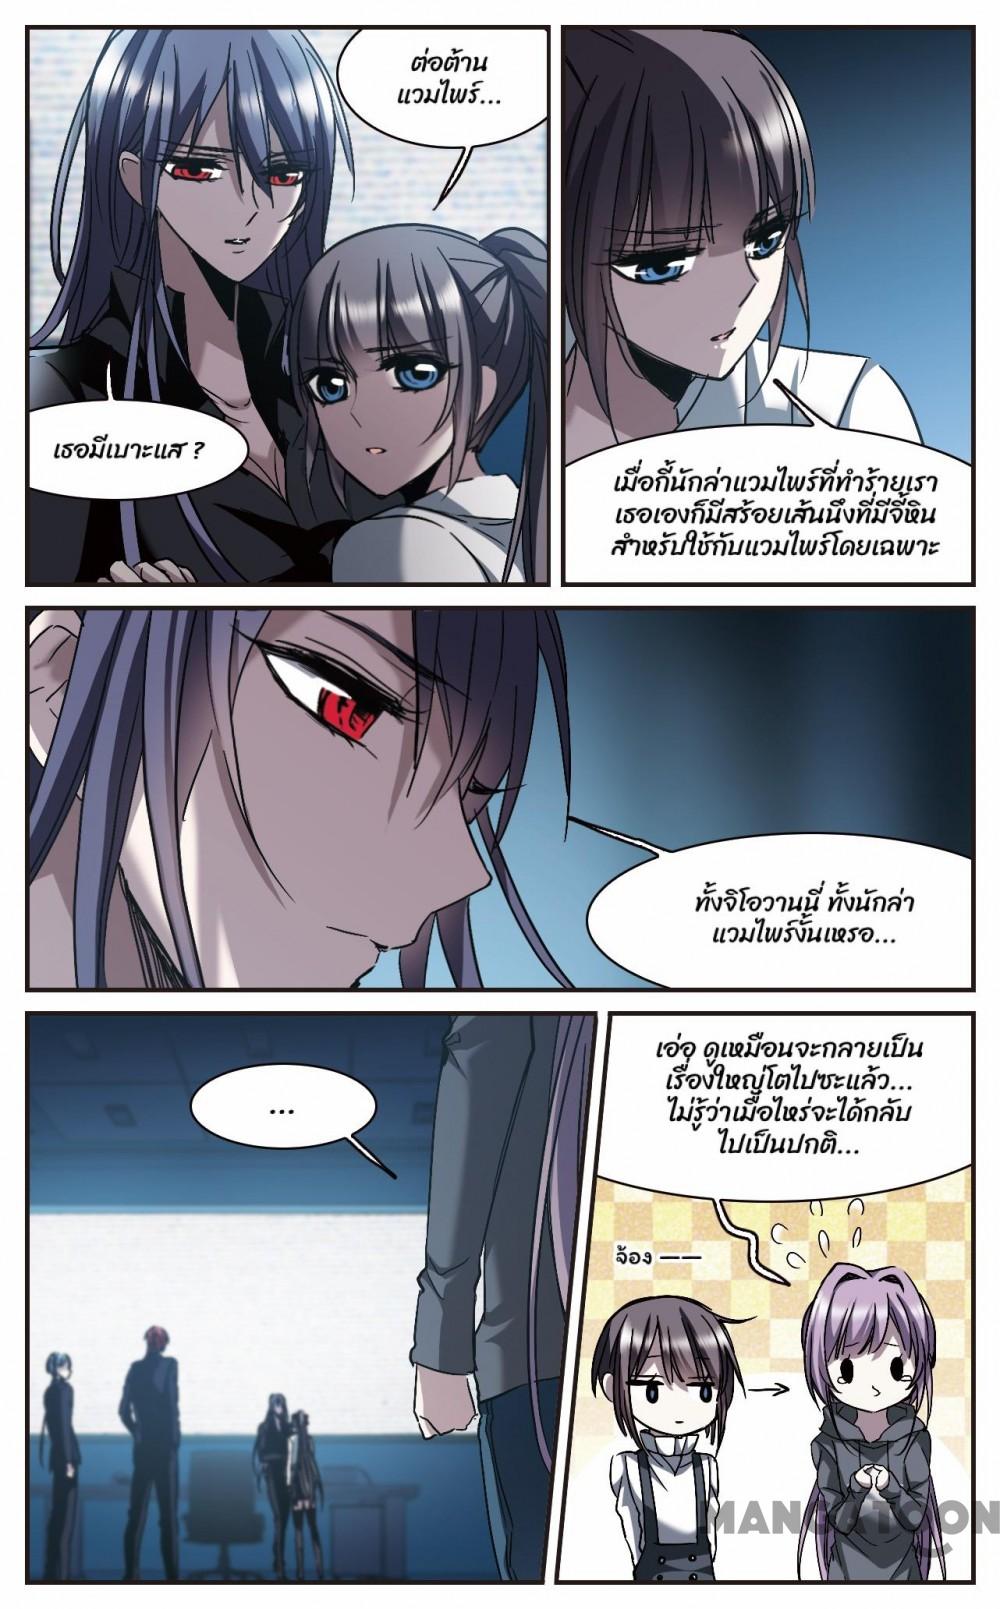 ต่อต้าน
แวมไพร์...
เธอมีเบาะแส ?
เมื่อกี้นักล่าแวมไพร์ที่ทำร้ายเรา
เธอเองก็มีสร้อยเส้นนึงที่มีจี้หิน
สำหรับใช้กับแวมไพร์โดยเฉพาะ
ทั้งจิโอวานนี่ ทั้งนักล่า
แวมไพร์งั้นเหรอ...
...
เอ่อ ดูเหมือนจะกลายเป็น
เรื่องใหญ่โตไปซะแล้ว...
ไม่รู้ว่าเมื่อไหร่จะได้กลับ
ไปเป็นปกติ...
จ้อง ——
MANGATOON